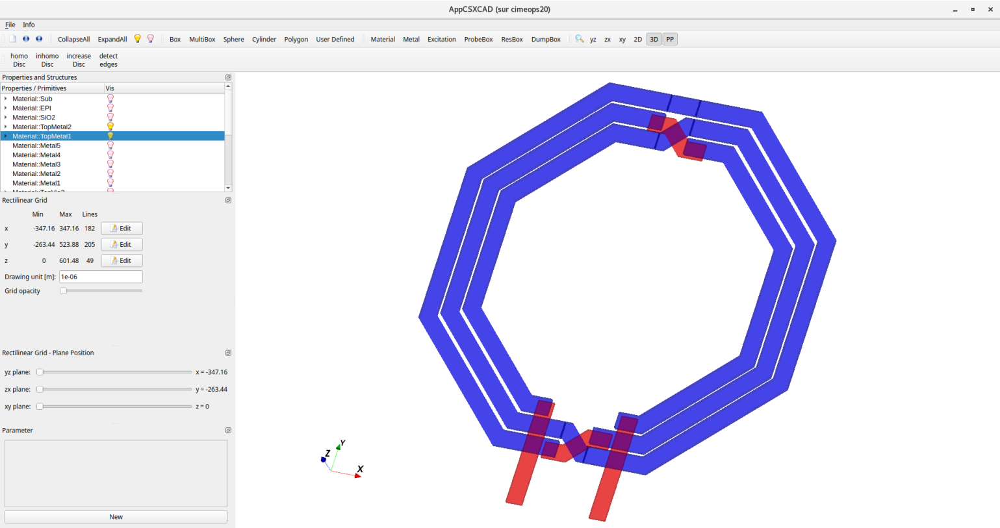 AppCSXCAD (sur cimeops20)
File Info
CollapseAll ExpandAll Box MultiBox Sphere Cylinder Polygon User Defined Material Metal Excitation ProbeBox ResBox DumpBox yz zx xy 2D 3D PP
homo inhomo increase detect
Disc Disc Disc edges
Properties and Structures
Properties / Primitives Vis
Material::Sub
Material::EPI
Material::SiO2
Material::TopMetal2
Material::TopMetal1
Material::Metal5
Material::Metal4
Material::Metal3
Material::Metal2
Material::Metal1
Rectilinear Grid
Min Max Lines
x -347.16 347.16 182 Edit
y -263.44 523.88 205 Edit
z 0 601.48 49 Edit
Drawing unit [m]: 1e-06
Grid opacity
Rectilinear Grid - Plane Position
yz plane: x = -347.16
zx plane: y = -263.44
xy plane: z = 0
Parameter
New
Y
Z
X